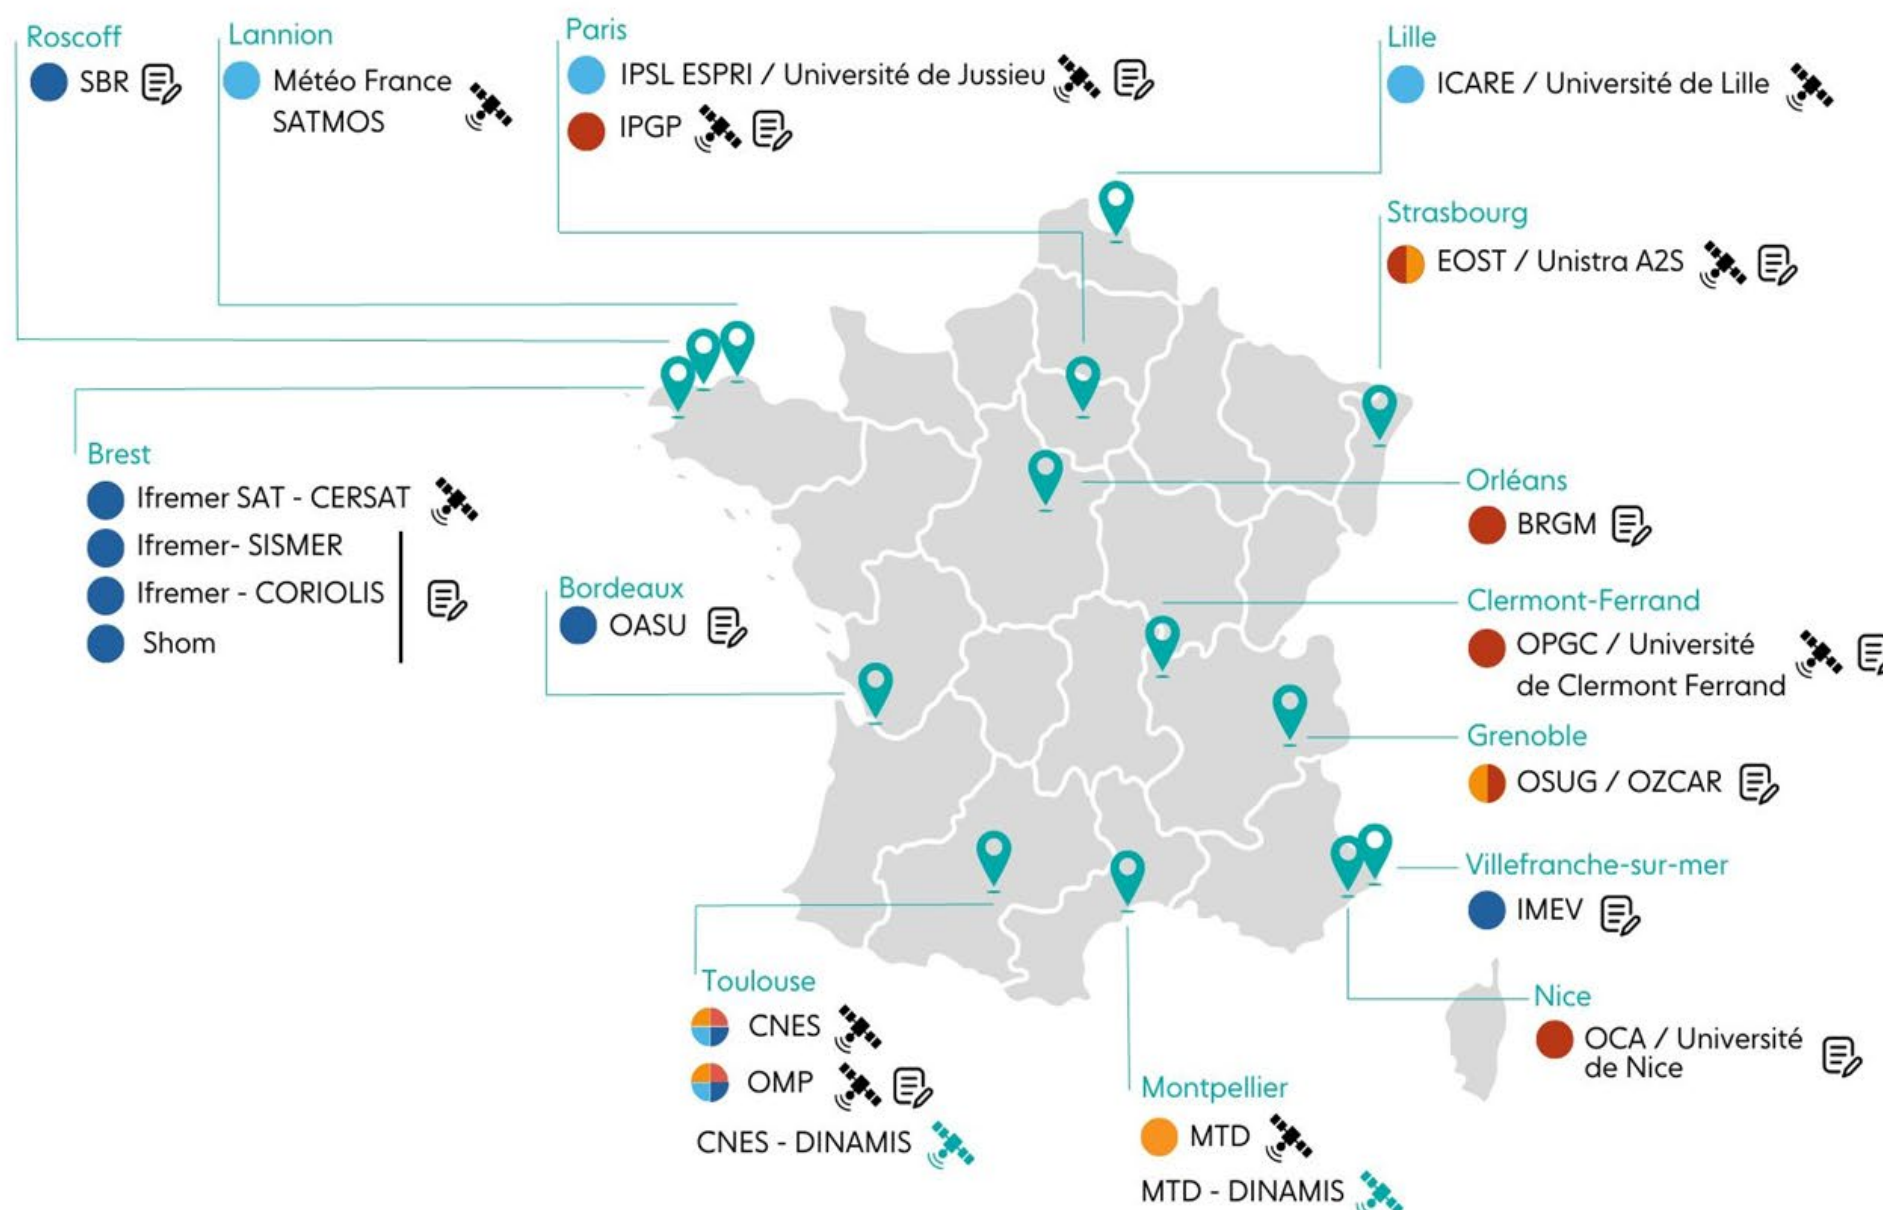 Roscoff
SBR
Lannion
Météo France
SATMOS
Paris
IPSL ESPRI / Université de Jussieu
IPGP
Lille
ICARE / Université de Lille
Strasbourg
EOST / Unistra A2S
Brest
Ifremer SAT - CERSAT
Ifremer- SISMER
Ifremer - CORIOLIS
Shom
Bordeaux
OASU
Orléans
BRGM
Clermont-Ferrand
OPGC / Université
de Clermont Ferrand
Grenoble
OSUG / OZCAR
Villefranche-sur-mer
IMEV
Nice
OCA / Université
de Nice
Toulouse
CNES
OMP
CNES - DINAMIS
Montpellier
MTD
MTD - DINAMIS